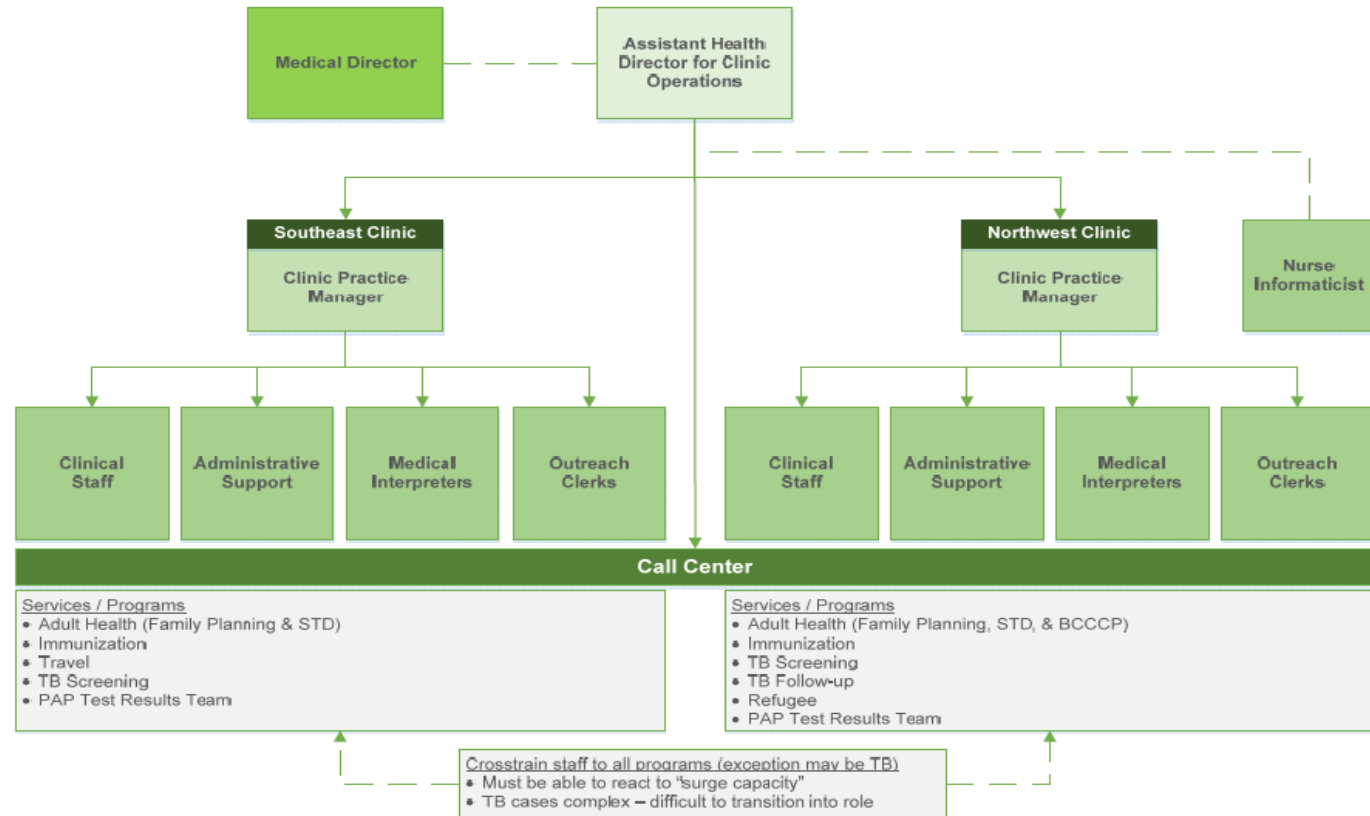 Medical Director
Assistant Health
Director for Clinic
Operations
Southeast Clinic
Clinic Practice
Manager
Northwest Clinic
Clinic Practice
Manager
Nurse
Informaticist
Clinical
Staff
Administrative
Support
Medical
Interpreters
Outreach
Clerks
Clinical
Staff
Administrative
Support
Medical
Interpreters
Outreach
Clerks
Call Center
Services / Programs
• Adult Health (Family Planning & STD)
• Immunization
• Travel
• TB Screening
• PAP Test Results Team
Services / Programs
• Adult Health (Family Planning, STD, & BCCCP)
• Immunization
• TB Screening
• TB Follow-up
• Refugee
• PAP Test Results Team
Crosstrain staff to all programs (exception may be TB)
• Must be able to react to “surge capacity”
• TB cases complex – difficult to transition into role